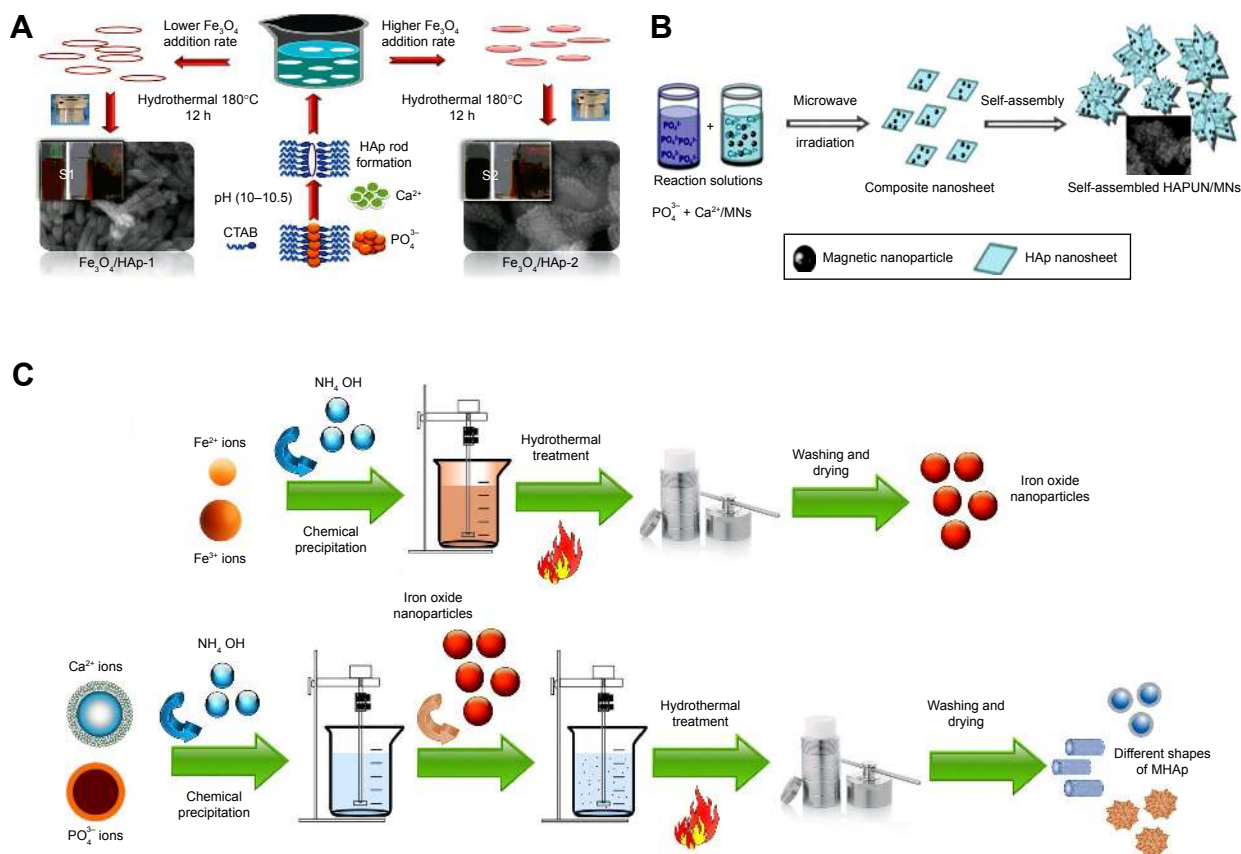 A
Lower Fe₃O₄
addition rate
Higher Fe₃O₄
addition rate
Hydrothermal 180°C
12 h
Hydrothermal 180°C
12 h
HAp rod
formation
S1
S2
pH (10–10.5)
Ca²⁺
CTAB
PO₄³⁻
Fe₃O₄/HAp-1
Fe₃O₄/HAp-2
B
Microwave
irradiation
Self-assembly
+
Reaction solutions
Composite nanosheet
Self-assembled HAPUN/MNs
PO₄³⁻ + Ca²⁺/MNs
Magnetic nanoparticle
HAp nanosheet
C
NH₄ OH
Fe²⁺ ions
Fe³⁺ ions
Chemical
precipitation
Hydrothermal
treatment
Washing and
drying
Iron oxide
nanoparticles
Iron oxide
nanoparticles
NH₄ OH
Ca²⁺ ions
PO₄³⁻ ions
Chemical
precipitation
Hydrothermal
treatment
Washing and
drying
Different shapes
of MHAp